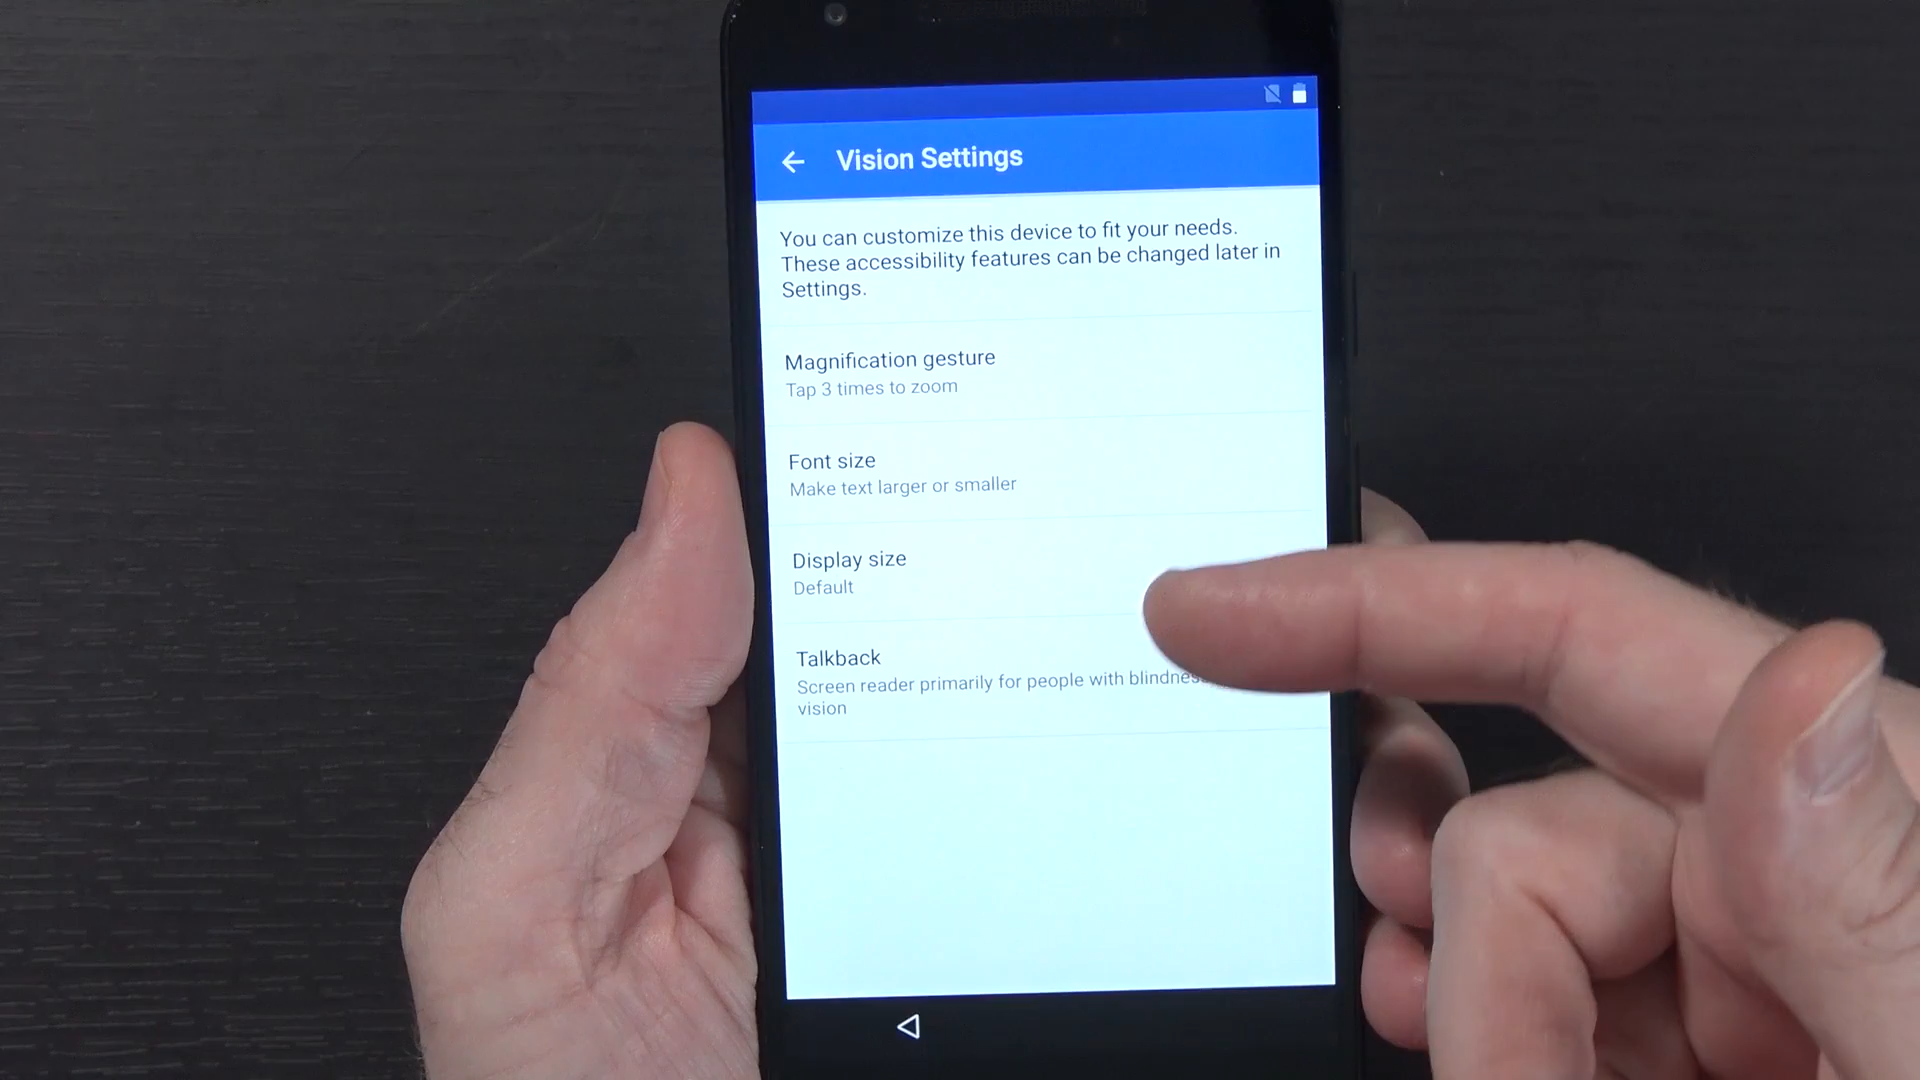 Vision Settings
You can customize this device to fit your needs.
These accessibility features can be changed later in
Settings.
Magnification gesture
Tap 3 times to zoom
Font size
Make text larger or smaller
Display size
Default
Talkback
Screen reader primarily for people with
vision